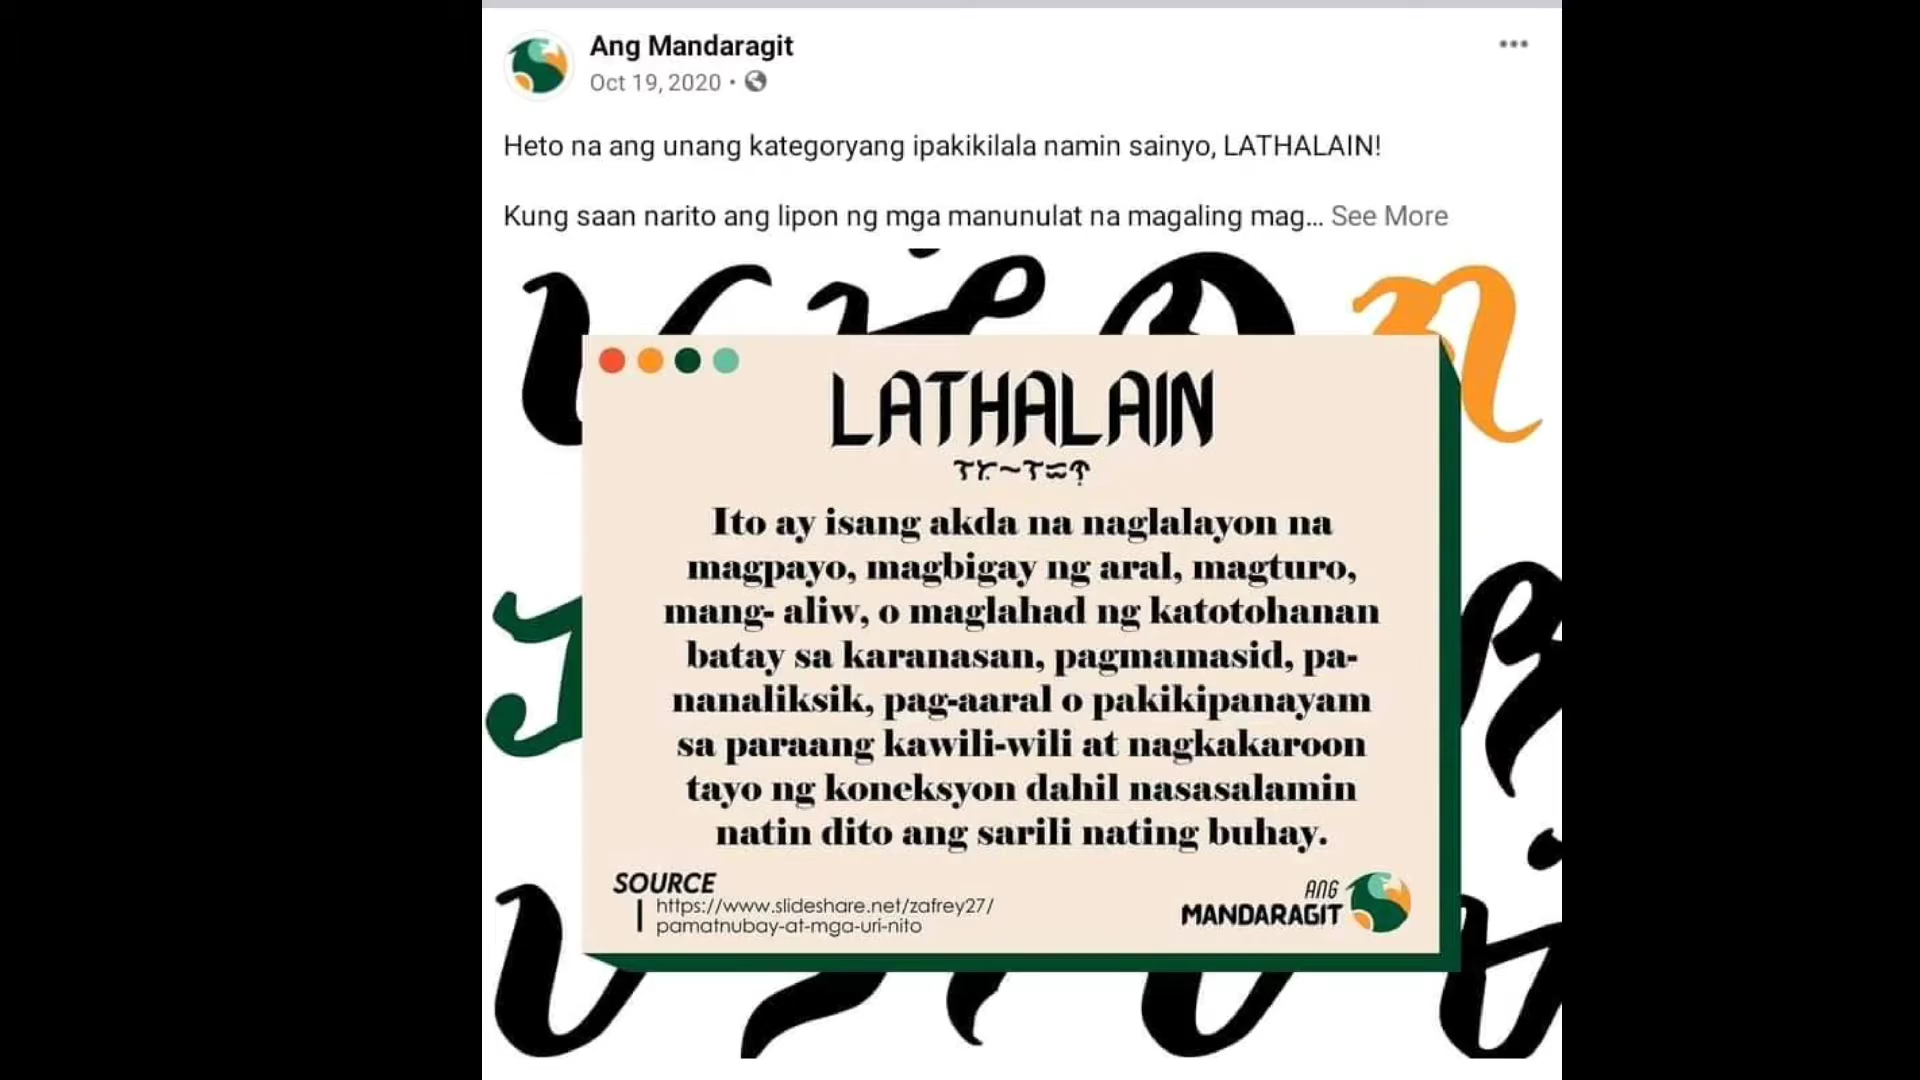 Ang Mandaragit
Oct 19, 2020 •
Heto na ang unang kategoryang ipakikilala namin sainyo, LATHALAIN!
Kung saan narito ang lipon ng mga manunulat na magaling mag... See More
LATHALAIN
Ito ay isang akda na naglalayon na
magpayo, magbigay ng aral, magturo,
mang- aliw, o maglahad ng katotohanan
batay sa karanasan, pagmamasid, pa-
nanaliksik, pag-aaral o pakikipanayam
sa paraang kawili-wili at nagkakaroon
tayo ng koneksyon dahil nasasalamin
natin dito ang sarili nating buhay.
SOURCE
https://www.slideshare.net/zafrey27/
pamatnubay-at-mga-uri-nito
ANG
MANDARAGIT